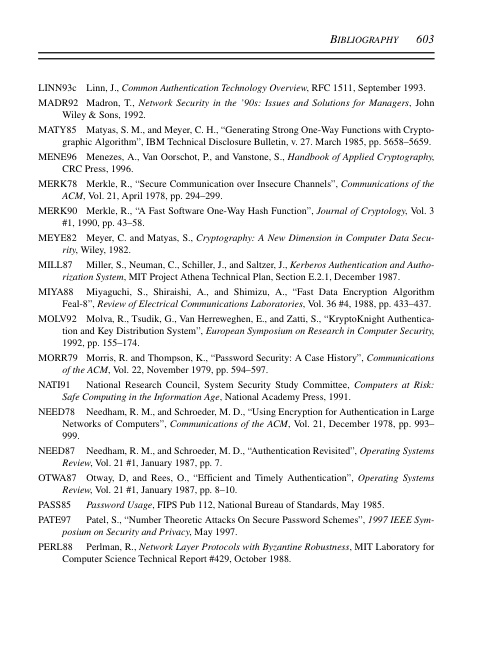 BIBLIOGRAPHY 603
LINN93c Linn, J., Common Authentication Technology Overview, RFC 1511, September 1993.
MADR92 Madron, T., Network Security in the '90s: Issues and Solutions for Managers, John
Wiley & Sons, 1992.
MATY85 Matyas, S. M., and Meyer, C. H., “Generating Strong One-Way Functions with Crypto-
graphic Algorithm”, IBM Technical Disclosure Bulletin, v. 27. March 1985, pp. 5658–5659.
MENE96 Menezes, A., Van Oorschot, P., and Vanstone, S., Handbook of Applied Cryptography,
CRC Press, 1996.
MERK78 Merkle, R., “Secure Communication over Insecure Channels”, Communications of the
ACM, Vol. 21, April 1978, pp. 294–299.
MERK90 Merkle, R., “A Fast Software One-Way Hash Function”, Journal of Cryptology, Vol. 3
#1, 1990, pp. 43–58.
MEYE82 Meyer, C. and Matyas, S., Cryptography: A New Dimension in Computer Data Secu-
rity, Wiley, 1982.
MILL87 Miller, S., Neuman, C., Schiller, J., and Saltzer, J., Kerberos Authentication and Autho-
rization System, MIT Project Athena Technical Plan, Section E.2.1, December 1987.
MIYA88 Miyaguchi, S., Shiraishi, A., and Shimizu, A., “Fast Data Encryption Algorithm
Feal-8”, Review of Electrical Communications Laboratories, Vol. 36 #4, 1988, pp. 433–437.
MOLV92 Molva, R., Tsudik, G., Van Herreweghen, E., and Zatti, S., “KryptoKnight Authentica-
tion and Key Distribution System”, European Symposium on Research in Computer Security,
1992, pp. 155–174.
MORR79 Morris, R. and Thompson, K., “Password Security: A Case History”, Communications
of the ACM, Vol. 22, November 1979, pp. 594–597.
NATI91 National Research Council, System Security Study Committee, Computers at Risk:
Safe Computing in the Information Age, National Academy Press, 1991.
NEED78 Needham, R. M., and Schroeder, M. D., “Using Encryption for Authentication in Large
Networks of Computers”, Communications of the ACM, Vol. 21, December 1978, pp. 993–
999.
NEED87 Needham, R. M., and Schroeder, M. D., “Authentication Revisited”, Operating Systems
Review, Vol. 21 #1, January 1987, pp. 7.
OTWA87 Otway, D, and Rees, O., “Efficient and Timely Authentication”, Operating Systems
Review, Vol. 21 #1, January 1987, pp. 8–10.
PASS85 Password Usage, FIPS Pub 112, National Bureau of Standards, May 1985.
PATE97 Patel, S., “Number Theoretic Attacks On Secure Password Schemes”, 1997 IEEE Sym-
posium on Security and Privacy, May 1997.
PERL88 Perlman, R., Network Layer Protocols with Byzantine Robustness, MIT Laboratory for
Computer Science Technical Report #429, October 1988.